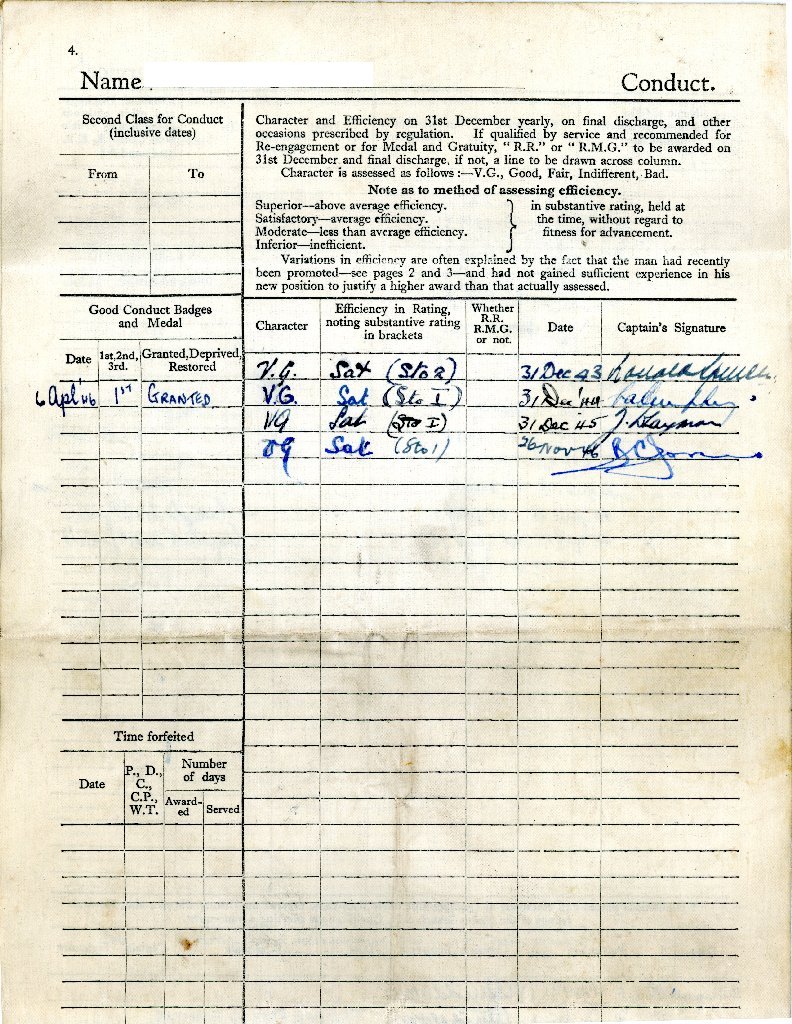 4.
Name Conduct.
Second Class for Conduct
(inclusive dates)
From To
Character and Efficiency on 31st December yearly, on final discharge, and other
occasions prescribed by regulation. If qualified by service and recommended for
Re-engagement or for Medal and Gratuity, "R.R." or "R.M.G." to be awarded on
31st December and final discharge, if not, a line to be drawn across column.
Character is assessed as follows :—V.G., Good, Fair, Indifferent, Bad.
Note as to method of assessing efficiency.
Superior—above average efficiency.
Satisfactory—average efficiency.
Moderate—less than average efficiency.
Inferior—inefficient.
in substantive rating, held at
the time, without regard to
fitness for advancement.
Variations in efficiency are often explained by the fact that the man had recently
been promoted—see pages 2 and 3—and had not gained sufficient experience in his
new position to justify a higher award than that actually assessed.
Good Conduct Badges
and Medal
Date
1st, 2nd,
3rd.
Granted, Deprived,
Restored
6 Apl '46 1ST GRANTED
Character
Efficiency in Rating,
noting substantive rating
in brackets
Whether
R.R.
R.M.G.
or not.
Date
Captain's Signature
V.G. Sat (Sto 2) 31 Dec 43 Ronald
V.G. Sat (Sto I) 31 Dec '44
VG Sat (Sto I) 31 Dec '45 J.
VG Sat (Sto 1) 26 Nov 46 B C
Time forfeited
Date
P., D.,
C.,
C.P.,
W.T.
Number
of days
Award-
ed
Served